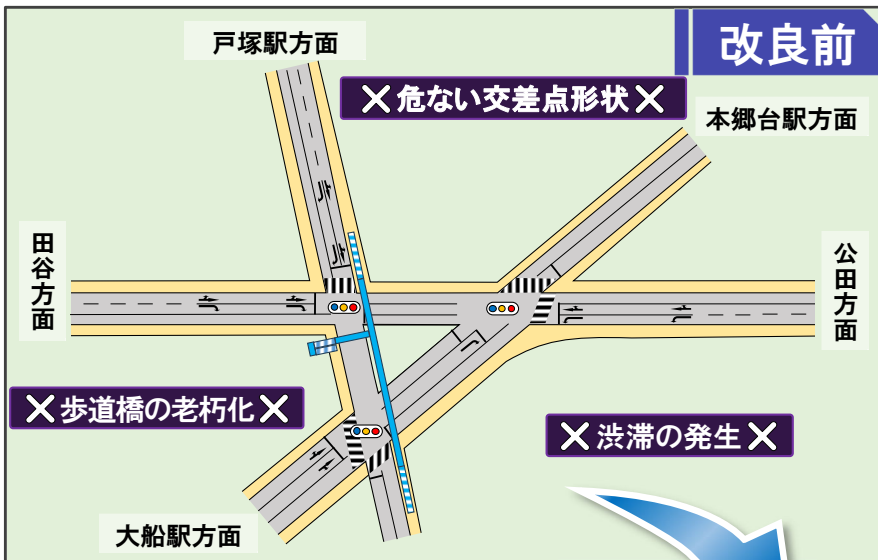 改良前
戸塚駅方面
✕危ない交差点形状✕
本郷台駅方面
田谷方面
公田方面
✕歩道橋の老朽化✕
✕渋滞の発生✕
大船駅方面